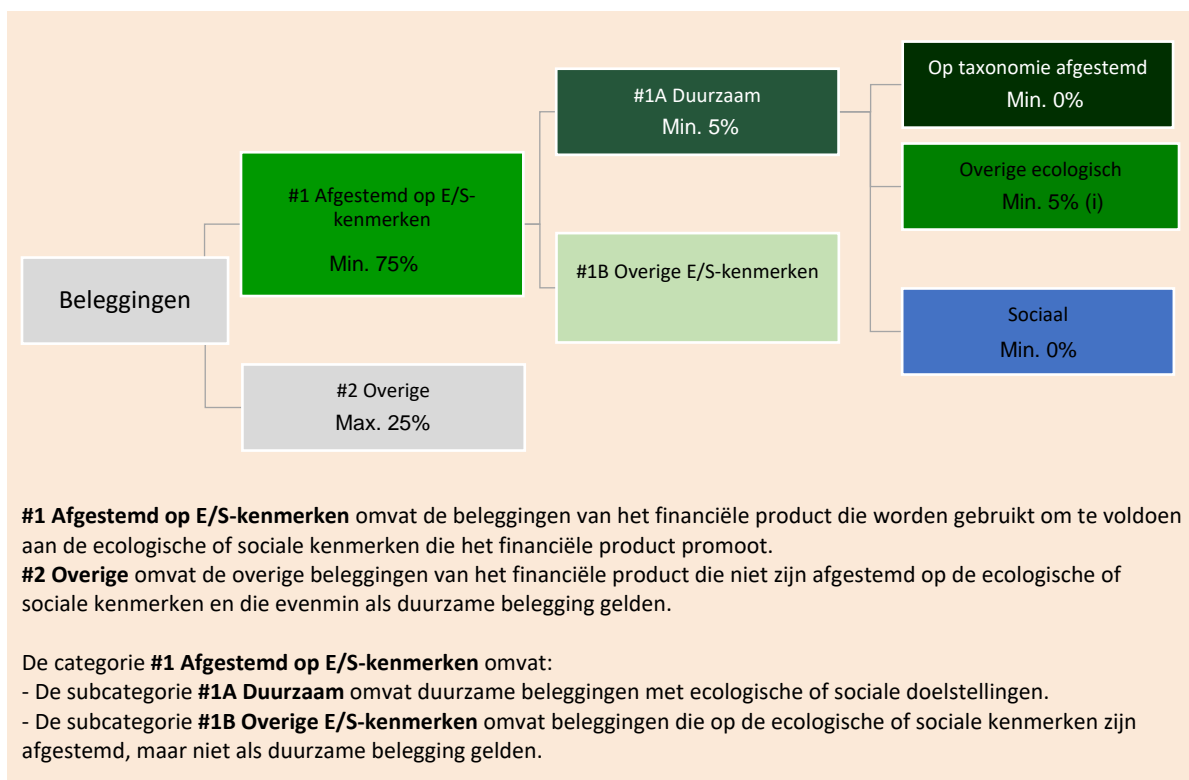 Beleggingen
#1 Afgestemd op E/S-
kenmerken
Min. 75%
#2 Overige
Max. 25%
#1A Duurzaam
Min. 5%
#1B Overige E/S-kenmerken
Op taxonomie afgestemd
Min. 0%
Overige ecologisch
Min. 5% (i)
Sociaal
Min. 0%
#1 Afgestemd op E/S-kenmerken omvat de beleggingen van het financiële product die worden gebruikt om te voldoen
aan de ecologische of sociale kenmerken die het financiële product promoot.
#2 Overige omvat de overige beleggingen van het financiële product die niet zijn afgestemd op de ecologische of
sociale kenmerken en die evenmin als duurzame belegging gelden.
De categorie #1 Afgestemd op E/S-kenmerken omvat:
- De subcategorie #1A Duurzaam omvat duurzame beleggingen met ecologische of sociale doelstellingen.
- De subcategorie #1B Overige E/S-kenmerken omvat beleggingen die op de ecologische of sociale kenmerken zijn
afgestemd, maar niet als duurzame belegging gelden.